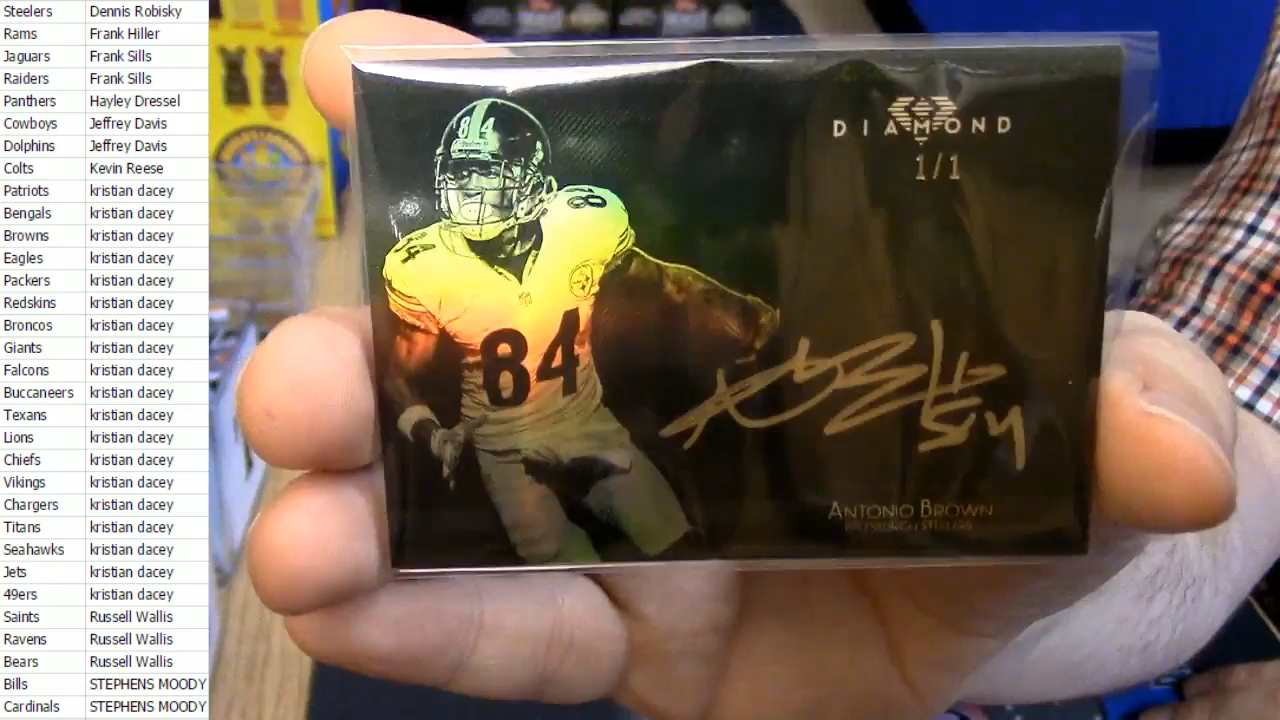 Steelers Dennis Robisky
Rams Frank Hiller
Jaguars Frank Sills
Raiders Frank Sills
Panthers Hayley Dressel
Cowboys Jeffrey Davis
Dolphins Jeffrey Davis
Colts Kevin Reese
Patriots kristian dacey
Bengals kristian dacey
Browns kristian dacey
Eagles kristian dacey
Packers kristian dacey
Redskins kristian dacey
Broncos kristian dacey
Giants kristian dacey
Falcons kristian dacey
Buccaneers kristian dacey
Texans kristian dacey
Lions kristian dacey
Chiefs kristian dacey
Vikings kristian dacey
Chargers kristian dacey
Titans kristian dacey
Seahawks kristian dacey
Jets kristian dacey
49ers kristian dacey
Saints Russell Wallis
Ravens Russell Wallis
Bears Russell Wallis
Bills STEPHENS MOODY
Cardinals STEPHENS MOODY
DIAMOND
1/1
84
84
84
ANTONIO BROWN
PITTSBURGH STEELERS